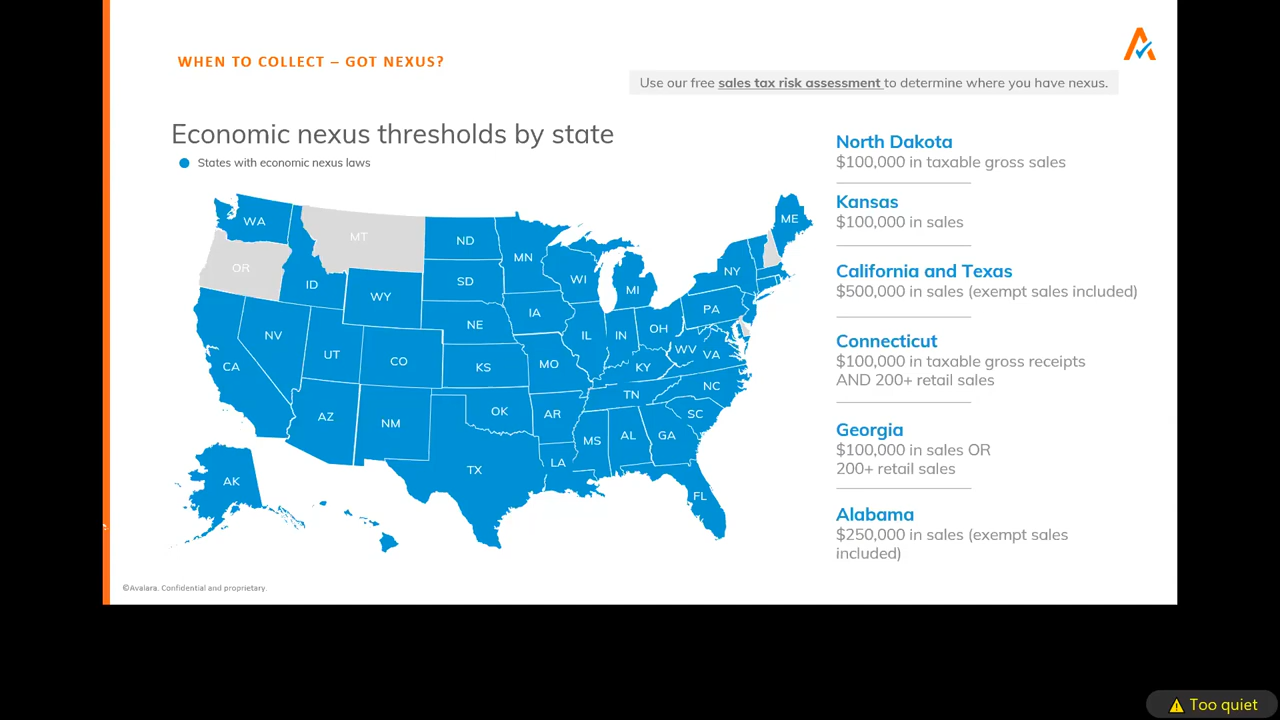 WHEN TO COLLECT – GOT NEXUS?
Use our free sales tax risk assessment to determine where you have nexus.
Economic nexus thresholds by state
States with economic nexus laws
WA
MT
ND
MN
ME
OR
ID
WY
SD
WI
MI
NY
NV
UT
CO
NE
IA
IL
IN
OH
PA
CA
AZ
NM
KS
MO
KY
WV
VA
OK
AR
TN
NC
SC
TX
LA
MS
AL
GA
AK
FL
North Dakota
$100,000 in taxable gross sales
Kansas
$100,000 in sales
California and Texas
$500,000 in sales (exempt sales included)
Connecticut
$100,000 in taxable gross receipts
AND 200+ retail sales
Georgia
$100,000 in sales OR
200+ retail sales
Alabama
$250,000 in sales (exempt sales
included)
©Avalara. Confidential and proprietary.
Too quiet